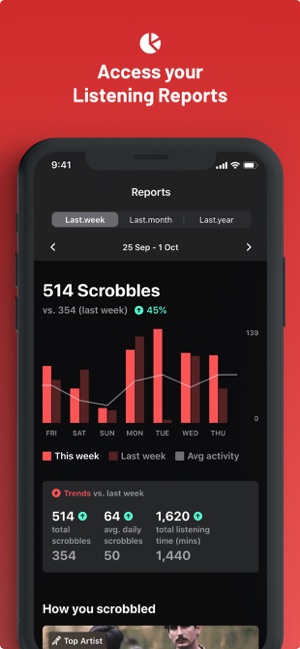 Access your
Listening Reports
9:41
Reports
Last.week
Last.month
Last.year
25 Sep - 1 Oct
514 Scrobbles
vs. 354 (last week) 45%
139
0
FRI SAT SUN MON TUE WED THU
This week Last week Avg activity
Trends vs. last week
514 64 1,620
total avg. daily total listening
scrobbles scrobbles time (mins)
354 50 1,440
How you scrobbled
Top Artist